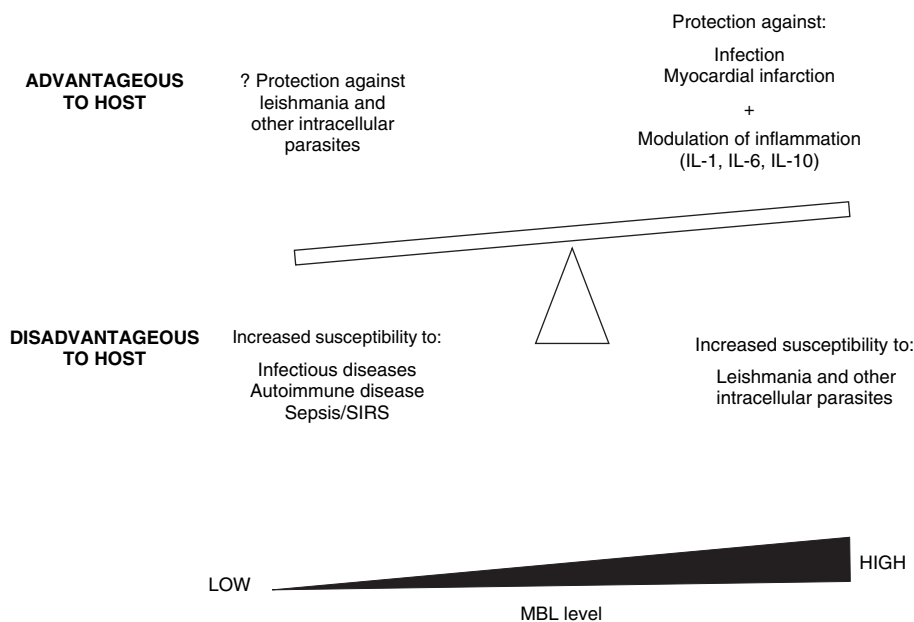 ADVANTAGEOUS
TO HOST
? Protection against
leishmania and
other intracellular
parasites
Protection against:
Infection
Myocardial infarction
+
Modulation of inflammation
(IL-1, IL-6, IL-10)
DISADVANTAGEOUS
TO HOST
Increased susceptibility to:
Infectious diseases
Autoimmune disease
Sepsis/SIRS
Increased susceptibility to:
Leishmania and other
intracellular parasites
LOW
HIGH
MBL level